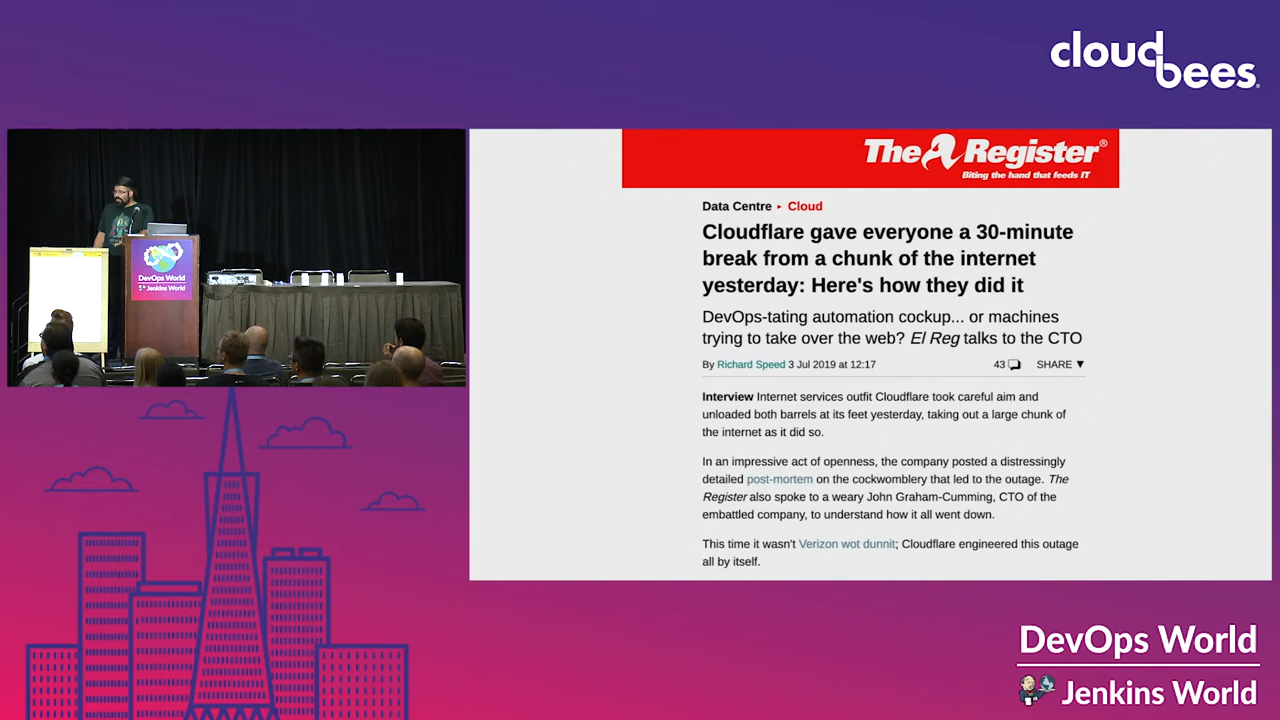 cloudbees®
DevOps World
Jenkins World
The Register®
Biting the hand that feeds IT
Data Centre ▸ Cloud
Cloudflare gave everyone a 30-minute
break from a chunk of the internet
yesterday: Here's how they did it
DevOps-tating automation cockup... or machines
trying to take over the web? El Reg talks to the CTO
By Richard Speed 3 Jul 2019 at 12:17
43
SHARE ▼
Interview Internet services outfit Cloudflare took careful aim and
unloaded both barrels at its feet yesterday, taking out a large chunk of
the internet as it did so.
In an impressive act of openness, the company posted a distressingly
detailed post-mortem on the cockwomblery that led to the outage. The
Register also spoke to a weary John Graham-Cumming, CTO of the
embattled company, to understand how it all went down.
This time it wasn't Verizon wot dunnit; Cloudflare engineered this outage
all by itself.
DevOps World
Jenkins World